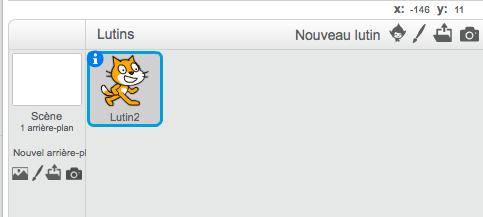 x: -146 y: 11
Lutins
Nouveau lutin
i
Lutin2
Scène
1 arrière-plan
Nouvel arrière-pl